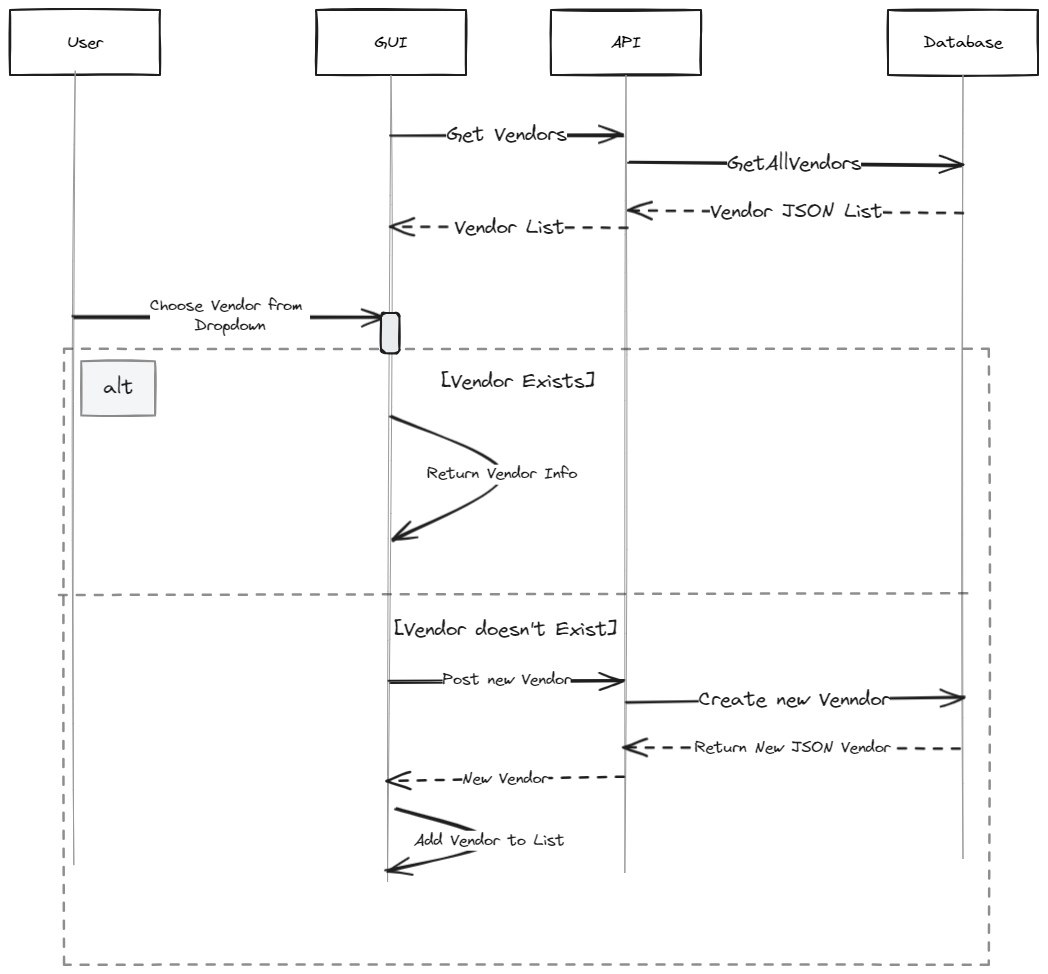 User
GUI
API
Database
Get Vendors
GetAllVendors
Vendor JSON List
Vendor List
Choose Vendor from
Dropdown
alt
[Vendor Exists]
Return Vendor Info
[Vendor doesn't Exist]
Post new Vendor
Create new Venndor
Return New JSON Vendor
New Vendor
Add Vendor to List